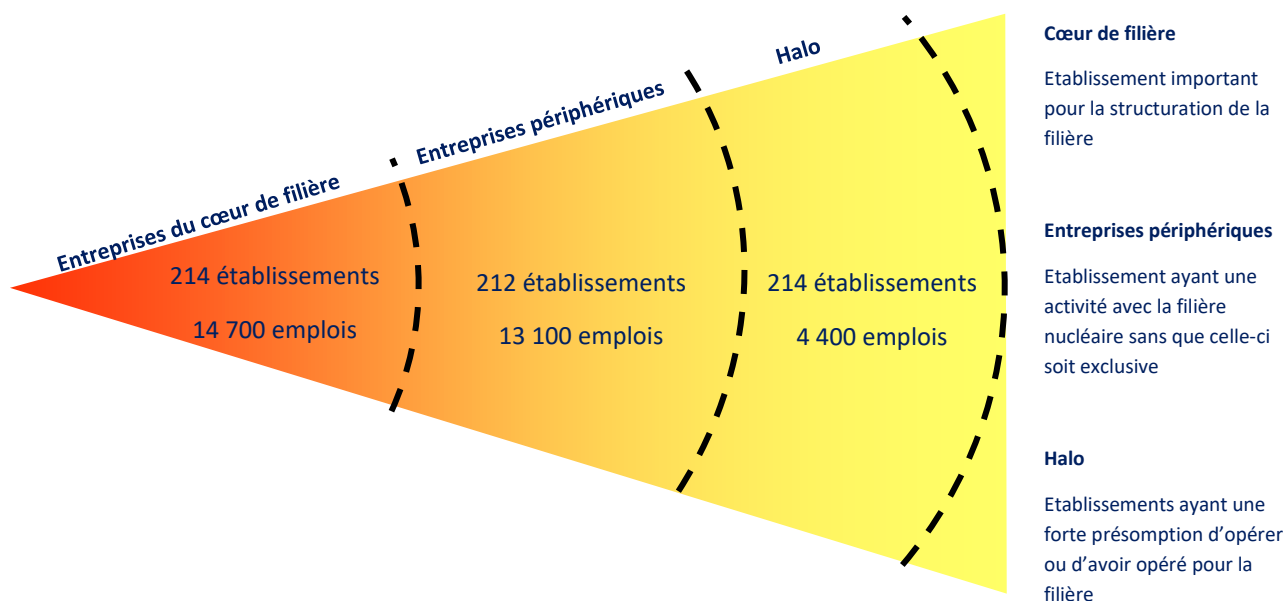 Entreprises du cœur de filière
Entreprises périphériques
Halo
214 établissements
14 700 emplois
212 établissements
13 100 emplois
214 établissements
4 400 emplois
Cœur de filière
Etablissement important
pour la structuration de la
filière
Entreprises périphériques
Etablissement ayant une
activité avec la filière
nucléaire sans que celle-ci
soit exclusive
Halo
Etablissements ayant une
forte présomption d’opérer
ou d’avoir opéré pour la
filière